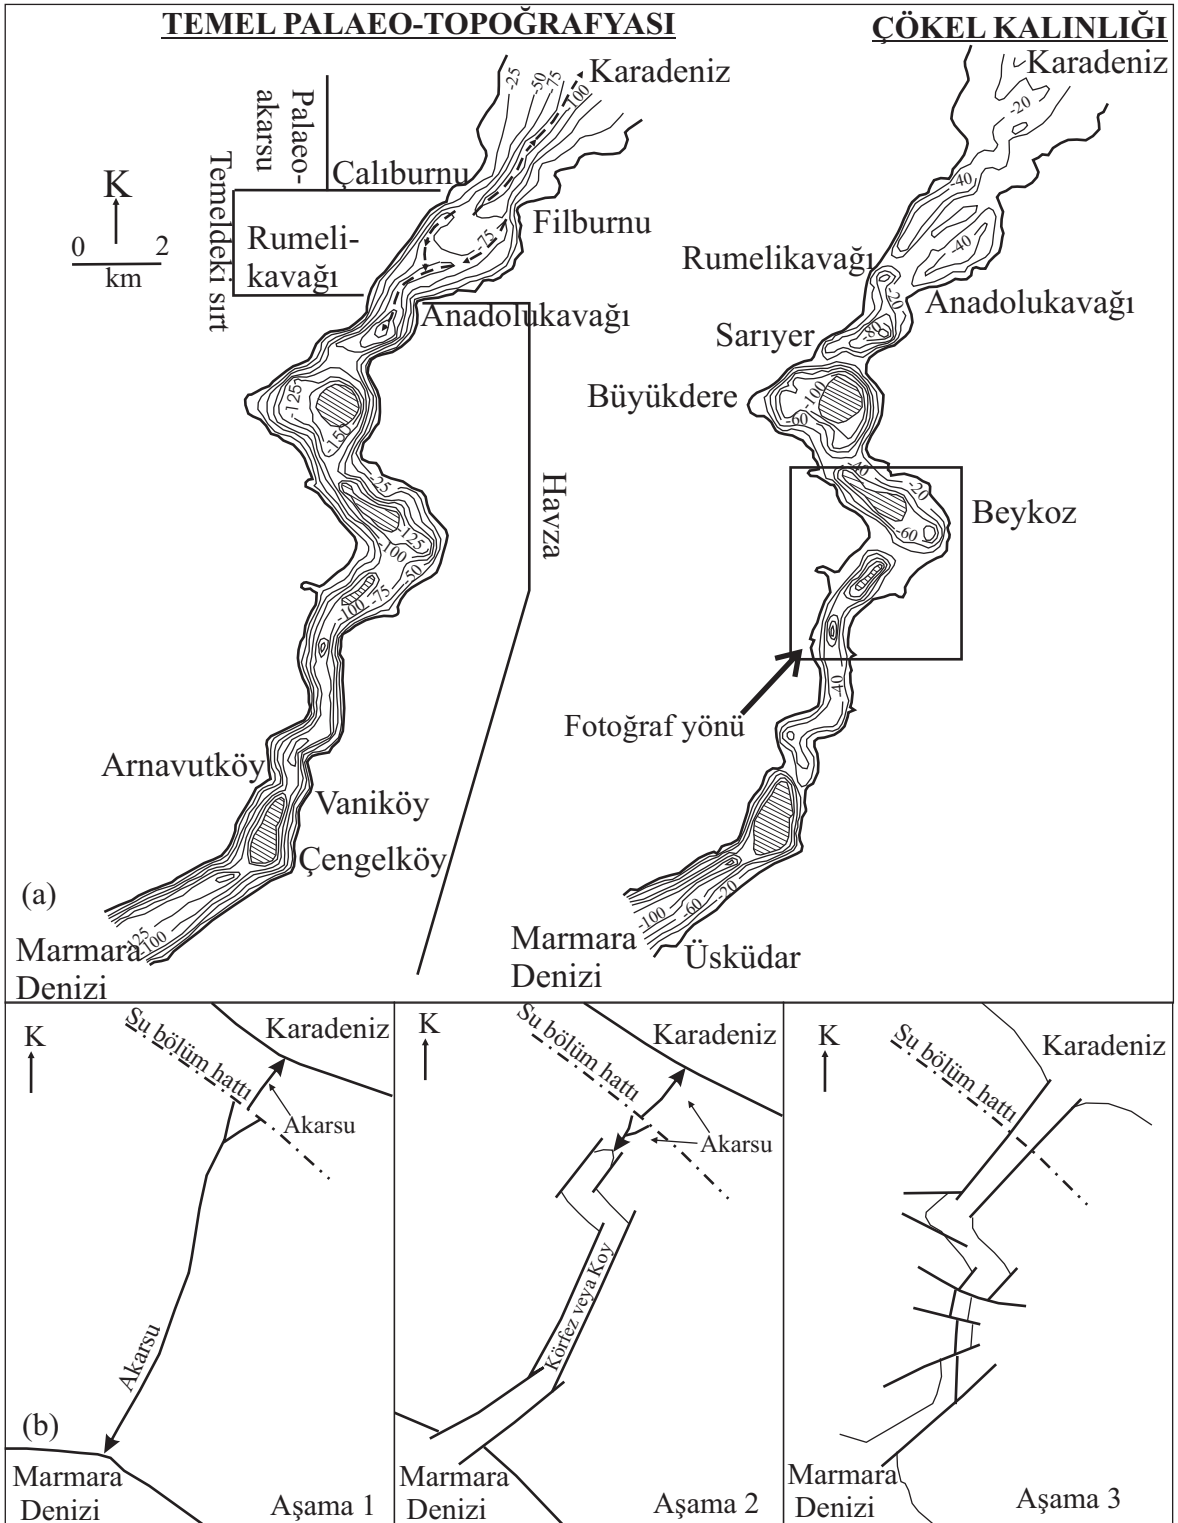 TEMEL PALAEO-TOPOĞRAFYASI
ÇÖKEL KALINLIĞI
Karadeniz
-25
-50
-75
-100
Palaeo-
akarsu
Çalıburnu
Temeldeki sırt
K
0 2
km
Rumeli-
kavağı
Filburnu
-75
Anadolukavağı
-125
-150
-25
-125
-100
-50
-75
-100
Havza
Arnavutköy
Vaniköy
Çengelköy
(a)
-125
-100
Marmara
Denizi
Karadeniz
-20
-40
-40
Rumelikavağı
-20
Anadolukavağı
Sarıyer
-80
Büyükdere
-100
-60
-40
-20
Beykoz
-60
Fotoğraf yönü
-40
-100
-60
-20
Marmara
Denizi
Üsküdar
K
Su bölüm hattı
Karadeniz
Akarsu
Akarsu
(b)
Marmara
Denizi
Aşama 1
K
Su bölüm hattı
Karadeniz
Akarsu
Körfez veya Koy
Marmara
Denizi
Aşama 2
K
Su bölüm hattı
Karadeniz
Marmara
Denizi
Aşama 3